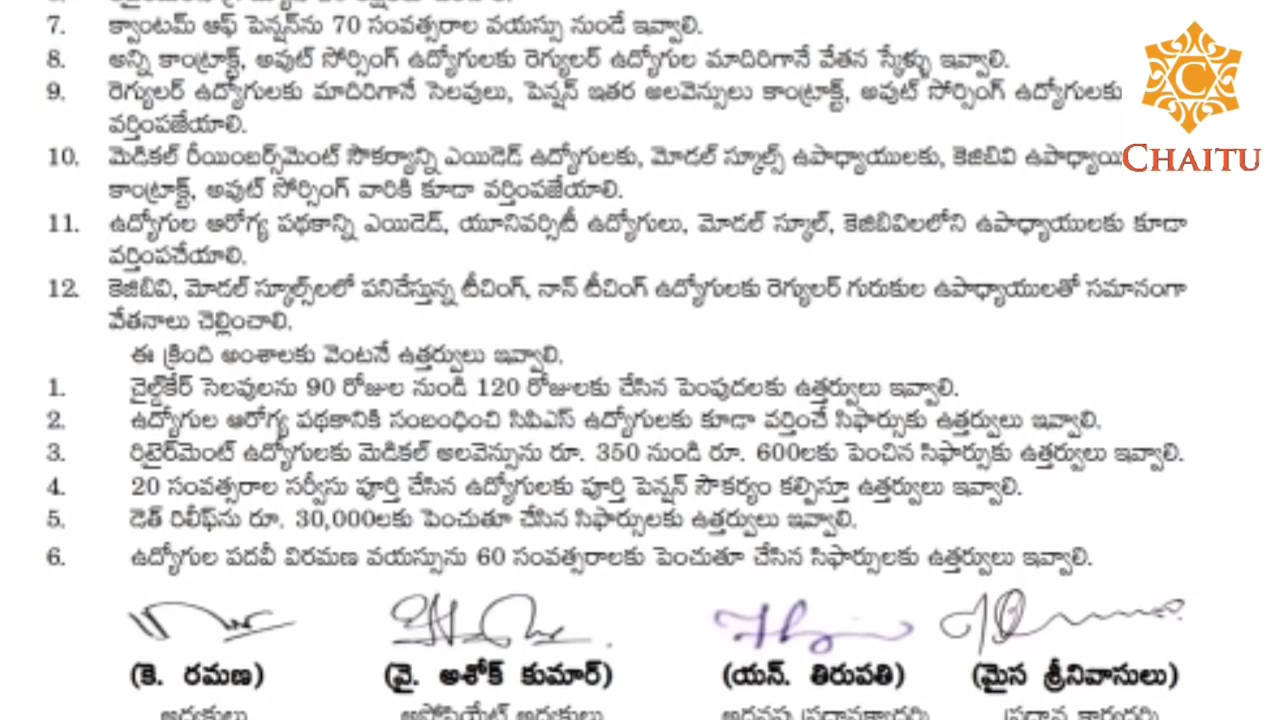 7. క్వాంటమ్ ఆఫ్ పెన్షన్‌ను 70 సంవత్సరాల వయస్సు నుండే ఇవ్వాలి.
8. అన్ని కాంట్రాక్ట్, అవుట్ సోర్సింగ్ ఉద్యోగులకు రెగ్యులర్ ఉద్యోగుల మాదిరిగానే వేతన స్కేళ్ళు ఇవ్వాలి.
9. రెగ్యులర్ ఉద్యోగులకు మాదిరిగానే సెలవులు, పెన్షన్ ఇతర అలవెన్సులు కాంట్రాక్ట్, అవుట్ సోర్సింగ్ ఉద్యోగులకు
వర్తింపజేయాలి.
10. మెడికల్ రీయింబర్స్‌మెంట్ సౌకర్యాన్ని ఎయిడెడ్ ఉద్యోగులకు, మోడల్ స్కూల్స్ ఉపాధ్యాయులకు, కెజిబివి
CHAITU
కాంట్రాక్ట్, అవుట్ సోర్సింగ్ వారికి కూడా వర్తింపజేయాలి.
11. ఉద్యోగుల ఆరోగ్య పథకాన్ని ఎయిడెడ్, యూనివర్సిటీ ఉద్యోగులు, మోడల్ స్కూల్, కెజిబివిలలోని ఉపాధ్యాయులకు కూడా
వర్తింపచేయాలి.
12. కెజిబివి, మోడల్ స్కూల్స్‌లలో పనిచేస్తున్న టీచింగ్, నాన్ టీచింగ్ ఉద్యోగులకు రెగ్యులర్ గురుకుల ఉపాధ్యాయులతో సమానంగా
వేతనాలు చెల్లించాలి.
ఈ క్రింది అంశాలకు వెంటనే ఉత్తర్వులు ఇవ్వాలి.
1. చైల్డ్‌కేర్ సెలవులను 90 రోజుల నుండి 120 రోజులకు చేసిన పెంపుదలకు ఉత్తర్వులు ఇవ్వాలి.
2. ఉద్యోగుల ఆరోగ్య పథకానికి సంబంధించి సిపిఎస్ ఉద్యోగులకు కూడా వర్తించే సిఫార్సుకు ఉత్తర్వులు ఇవ్వాలి.
3. రిటైర్‌మెంట్ ఉద్యోగులకు మెడికల్ అలవెన్సును రూ. 350 నుండి రూ. 600లకు పెంచిన సిఫార్సుకు ఉత్తర్వులు ఇవ్వాలి.
4. 20 సంవత్సరాల సర్వీసు పూర్తి చేసిన ఉద్యోగులకు పూర్తి పెన్షన్ సౌకర్యం కల్పిస్తూ ఉత్తర్వులు ఇవ్వాలి.
5. డెత్ రిలీఫ్‌ను రూ. 30,000లకు పెంచుతూ చేసిన సిఫార్సులకు ఉత్తర్వులు ఇవ్వాలి.
6. ఉద్యోగుల పదవీ విరమణ వయస్సును 60 సంవత్సరాలకు పెంచుతూ చేసిన సిఫార్సులకు ఉత్తర్వులు ఇవ్వాలి.
(కె. రమణ) (వై. అశోక్ కుమార్) (యన్. తిరుపతి) (మైస శ్రీనివాసులు)